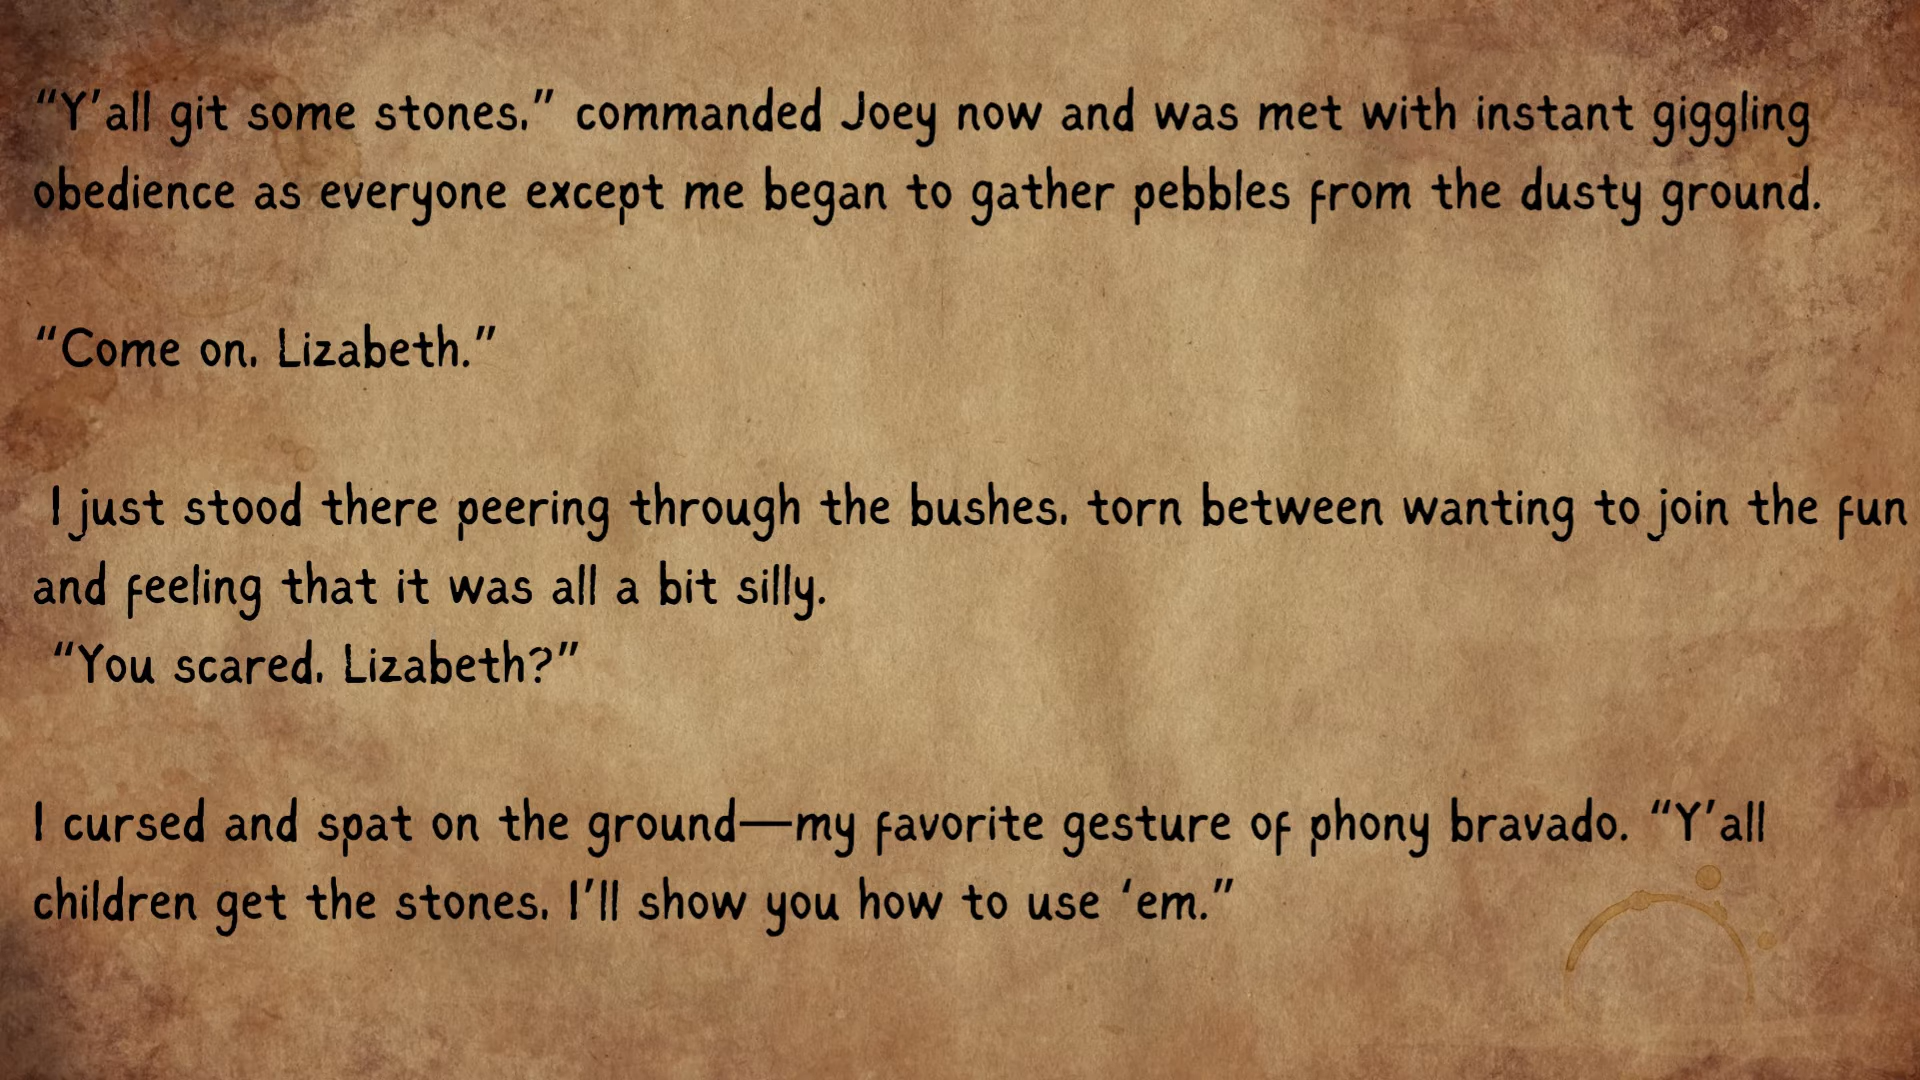 “Y’all git some stones,” commanded Joey now and was met with instant giggling
obedience as everyone except me began to gather pebbles from the dusty ground.
“Come on, Lizabeth.”
I just stood there peering through the bushes, torn between wanting to join the fun
and feeling that it was all a bit silly.
“You scared, Lizabeth?”
I cursed and spat on the ground—my favorite gesture of phony bravado. “Y’all
children get the stones, I’ll show you how to use ‘em.”